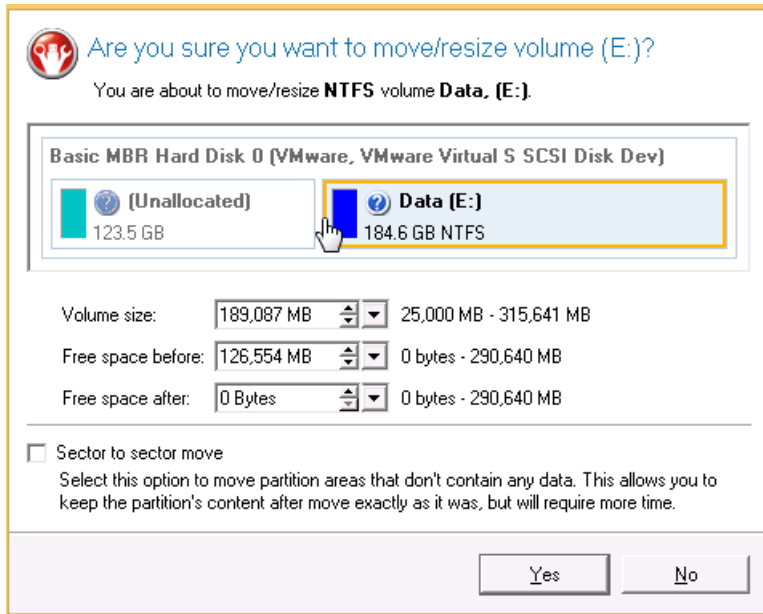 Are you sure you want to move/resize volume (E:)?
You are about to move/resize NTFS volume Data, (E:).
Basic MBR Hard Disk 0 (VMware, VMware Virtual S SCSI Disk Dev)
(Unallocated)
123.5 GB
Data (E:)
184.6 GB NTFS
Volume size: 189,087 MB 25,000 MB - 315,641 MB
Free space before: 126,554 MB 0 bytes - 290,640 MB
Free space after: 0 Bytes 0 bytes - 290,640 MB
Sector to sector move
Select this option to move partition areas that don't contain any data. This allows you to
keep the partition's content after move exactly as it was, but will require more time.
Yes No